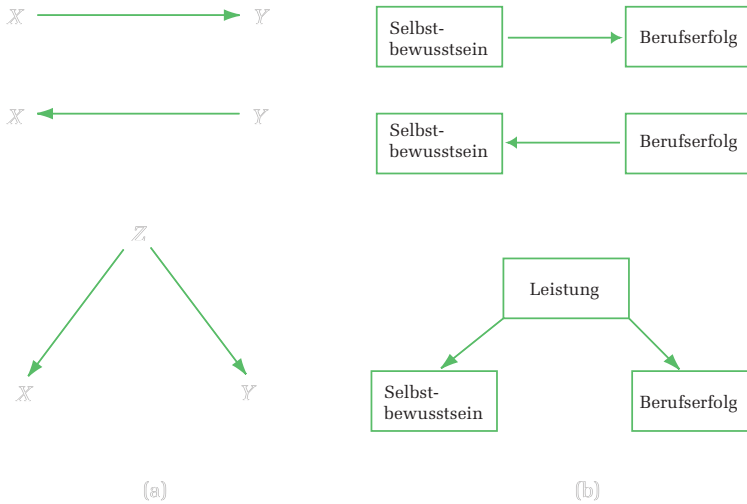 X Y
Selbst-
bewusstsein
Berufserfolg
X Y
Selbst-
bewusstsein
Berufserfolg
Z
Leistung
X Y
Selbst-
bewusstsein
Berufserfolg
(a) (b)